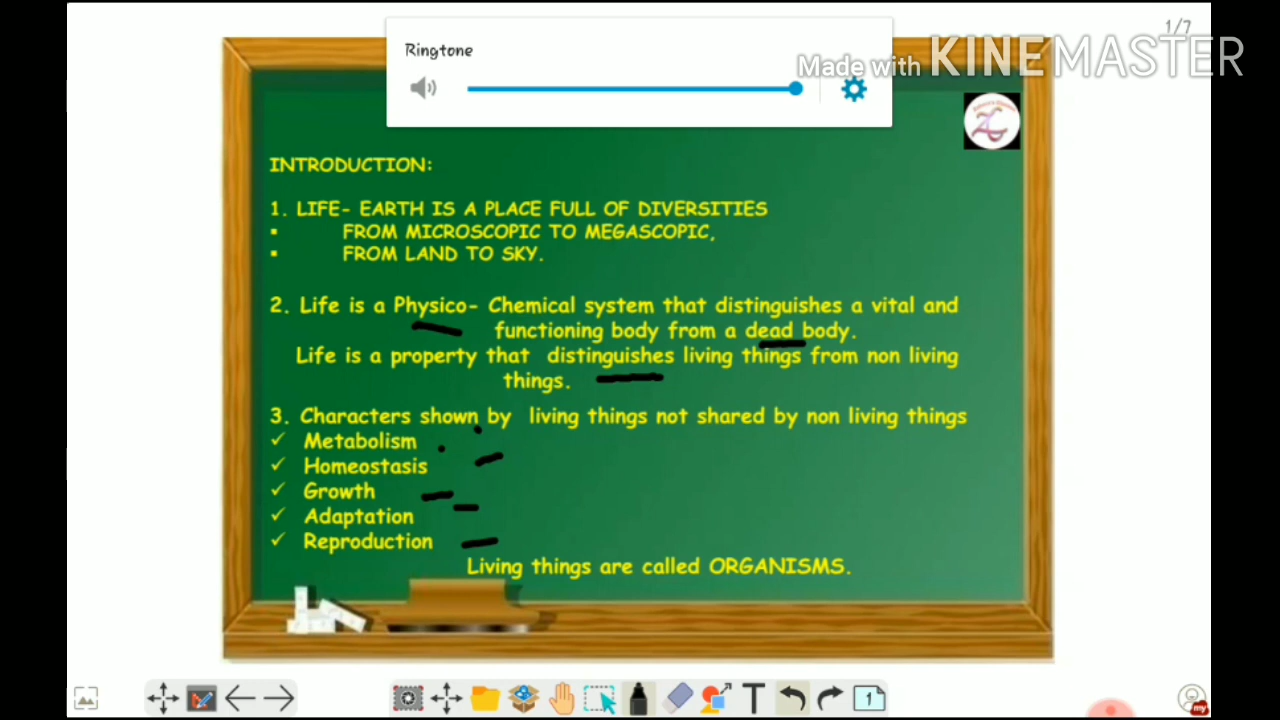 1/7
Ringtone
Made with KINEMASTER
INTRODUCTION:
1. LIFE- EARTH IS A PLACE FULL OF DIVERSITIES
▪ FROM MICROSCOPIC TO MEGASCOPIC,
▪ FROM LAND TO SKY.
2. Life is a Physico- Chemical system that distinguishes a vital and
functioning body from a dead body.
Life is a property that distinguishes living things from non living
things.
3. Characters shown by living things not shared by non living things
✓ Metabolism
✓ Homeostasis
✓ Growth
✓ Adaptation
✓ Reproduction
Living things are called ORGANISMS.
T
1
my